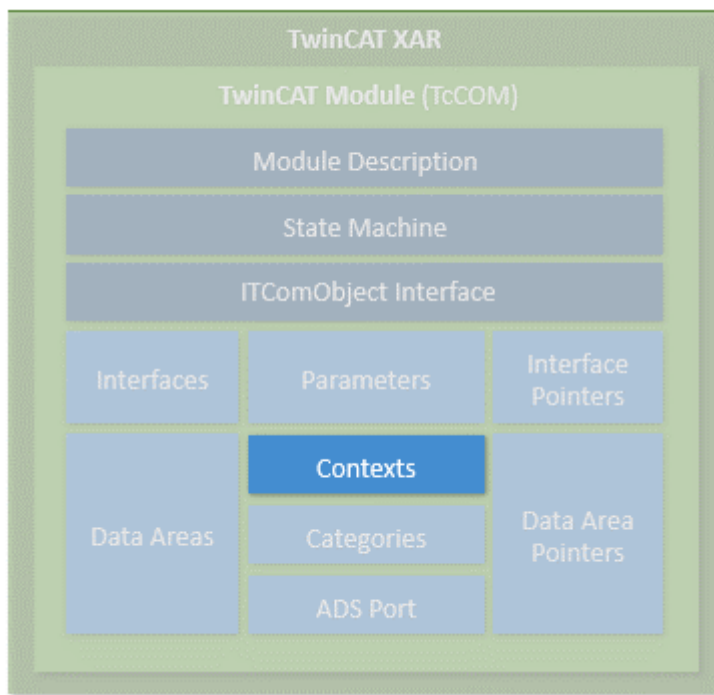 TwinCAT XAR
TwinCAT Module (TcCOM)
Module Description
State Machine
ITComObject Interface
Interfaces
Parameters
Interface
Pointers
Data Areas
Contexts
Categories
ADS Port
Data Area
Pointers